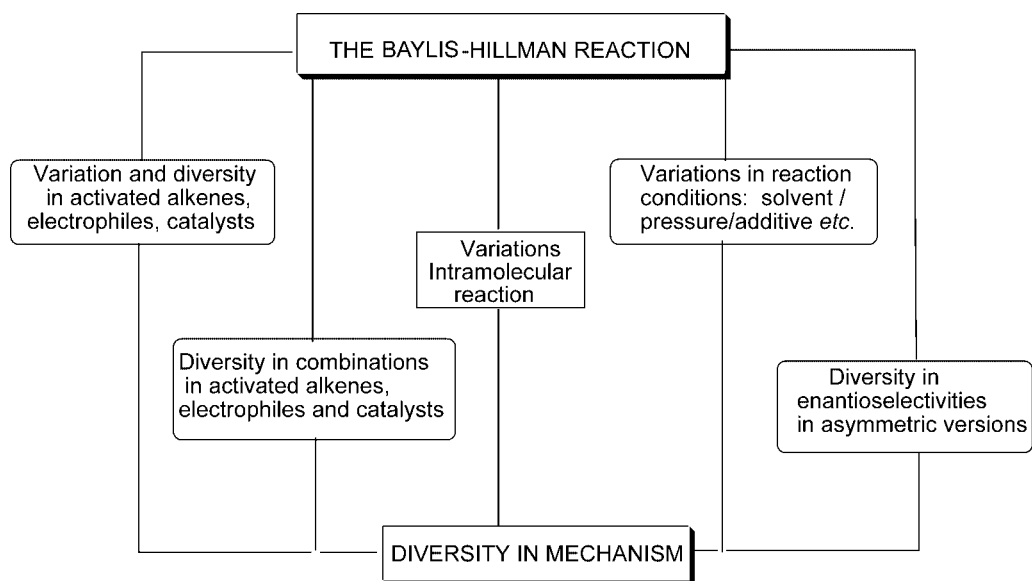 THE BAYLIS-HILLMAN REACTION
Variation and diversity
in activated alkenes,
electrophiles, catalysts
Variations in reaction
conditions: solvent /
pressure/additive etc.
Variations
Intramolecular
reaction
Diversity in combinations
in activated alkenes,
electrophiles and catalysts
Diversity in
enantioselectivities
in asymmetric versions
DIVERSITY IN MECHANISM